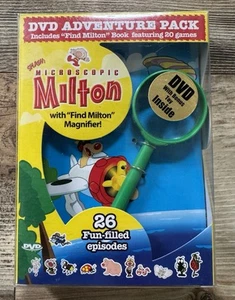 DVD ADVENTURE PACK
Includes "Find Milton" Book featuring 20 games
MICROSCOPIC
Milton
with "Find Milton"
Magnifier!
DVD
Inside
26
Fun-filled
episodes
DVD